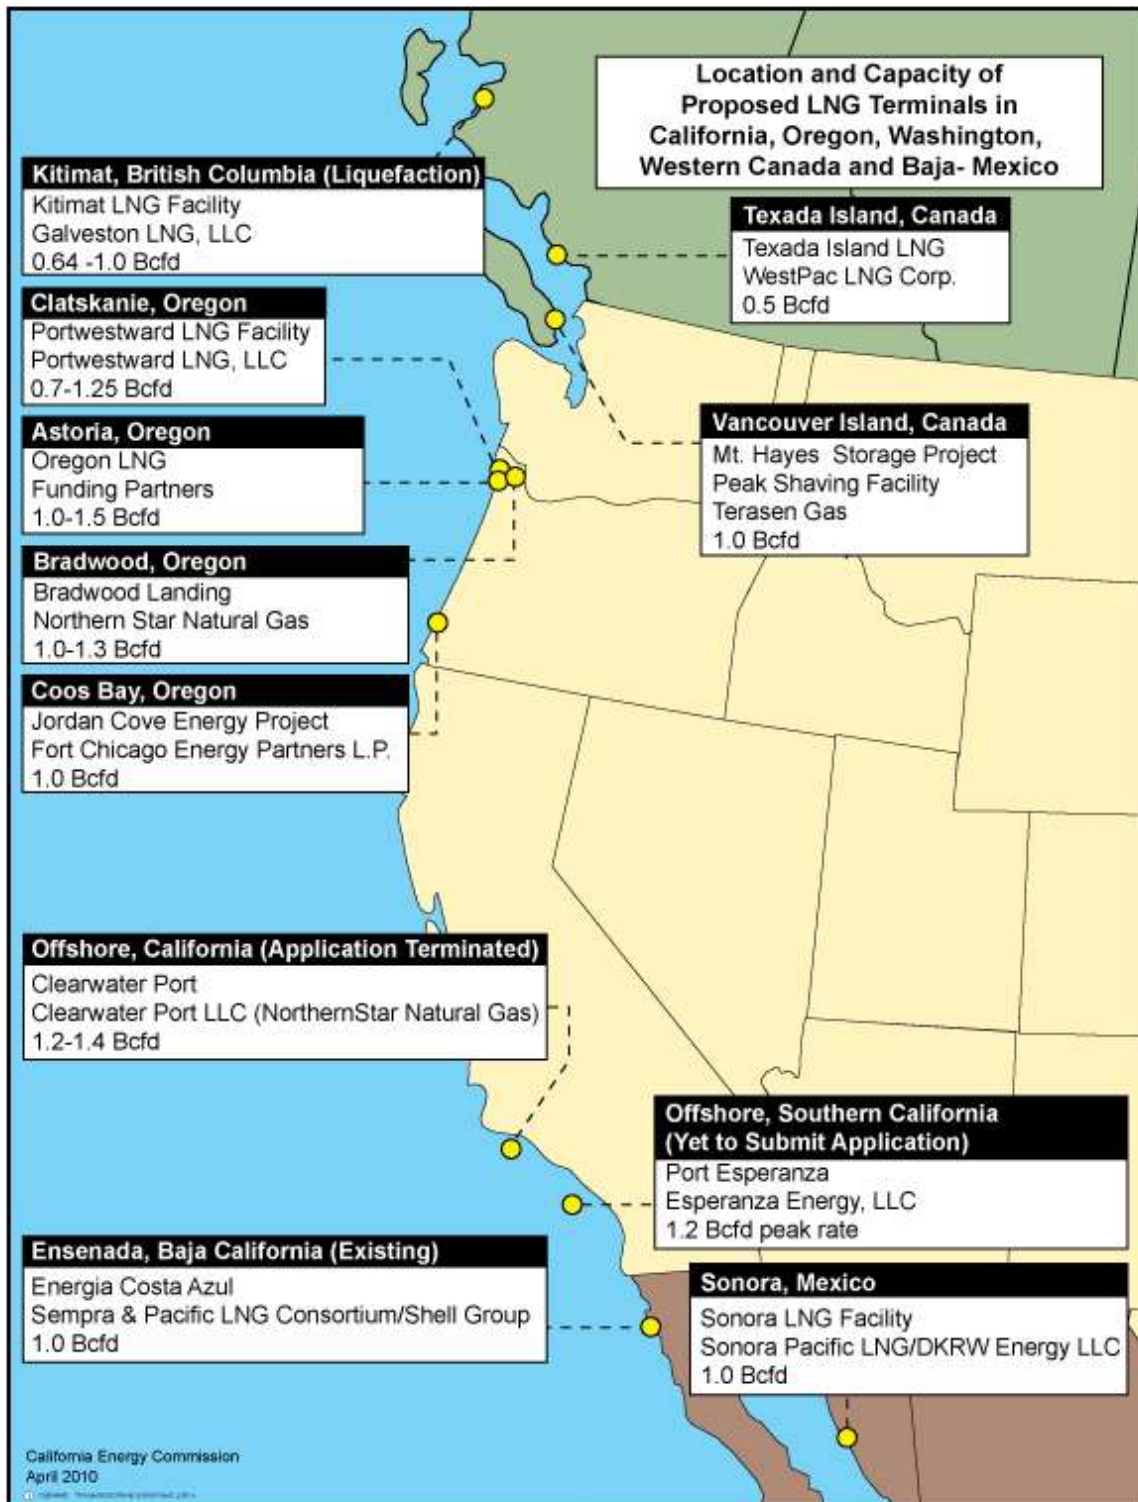 Location and Capacity of
Proposed LNG Terminals in
California, Oregon, Washington,
Western Canada and Baja- Mexico
Kitimat, British Columbia (Liquefaction)
Kitimat LNG Facility
Galveston LNG, LLC
0.64 -1.0 Bcfd
Texada Island, Canada
Texada Island LNG
WestPac LNG Corp.
0.5 Bcfd
Clatskanie, Oregon
Portwestward LNG Facility
Portwestward LNG, LLC
0.7-1.25 Bcfd
Vancouver Island, Canada
Mt. Hayes Storage Project
Peak Shaving Facility
Terasen Gas
1.0 Bcfd
Astoria, Oregon
Oregon LNG
Funding Partners
1.0-1.5 Bcfd
Bradwood, Oregon
Bradwood Landing
Northern Star Natural Gas
1.0-1.3 Bcfd
Coos Bay, Oregon
Jordan Cove Energy Project
Fort Chicago Energy Partners L.P.
1.0 Bcfd
Offshore, California (Application Terminated)
Clearwater Port
Clearwater Port LLC (NorthernStar Natural Gas)
1.2-1.4 Bcfd
Offshore, Southern California
(Yet to Submit Application)
Port Esperanza
Esperanza Energy, LLC
1.2 Bcfd peak rate
Ensenada, Baja California (Existing)
Energia Costa Azul
Sempra & Pacific LNG Consortium/Shell Group
1.0 Bcfd
Sonora, Mexico
Sonora LNG Facility
Sonora Pacific LNG/DKRW Energy LLC
1.0 Bcfd
California Energy Commission
April 2010